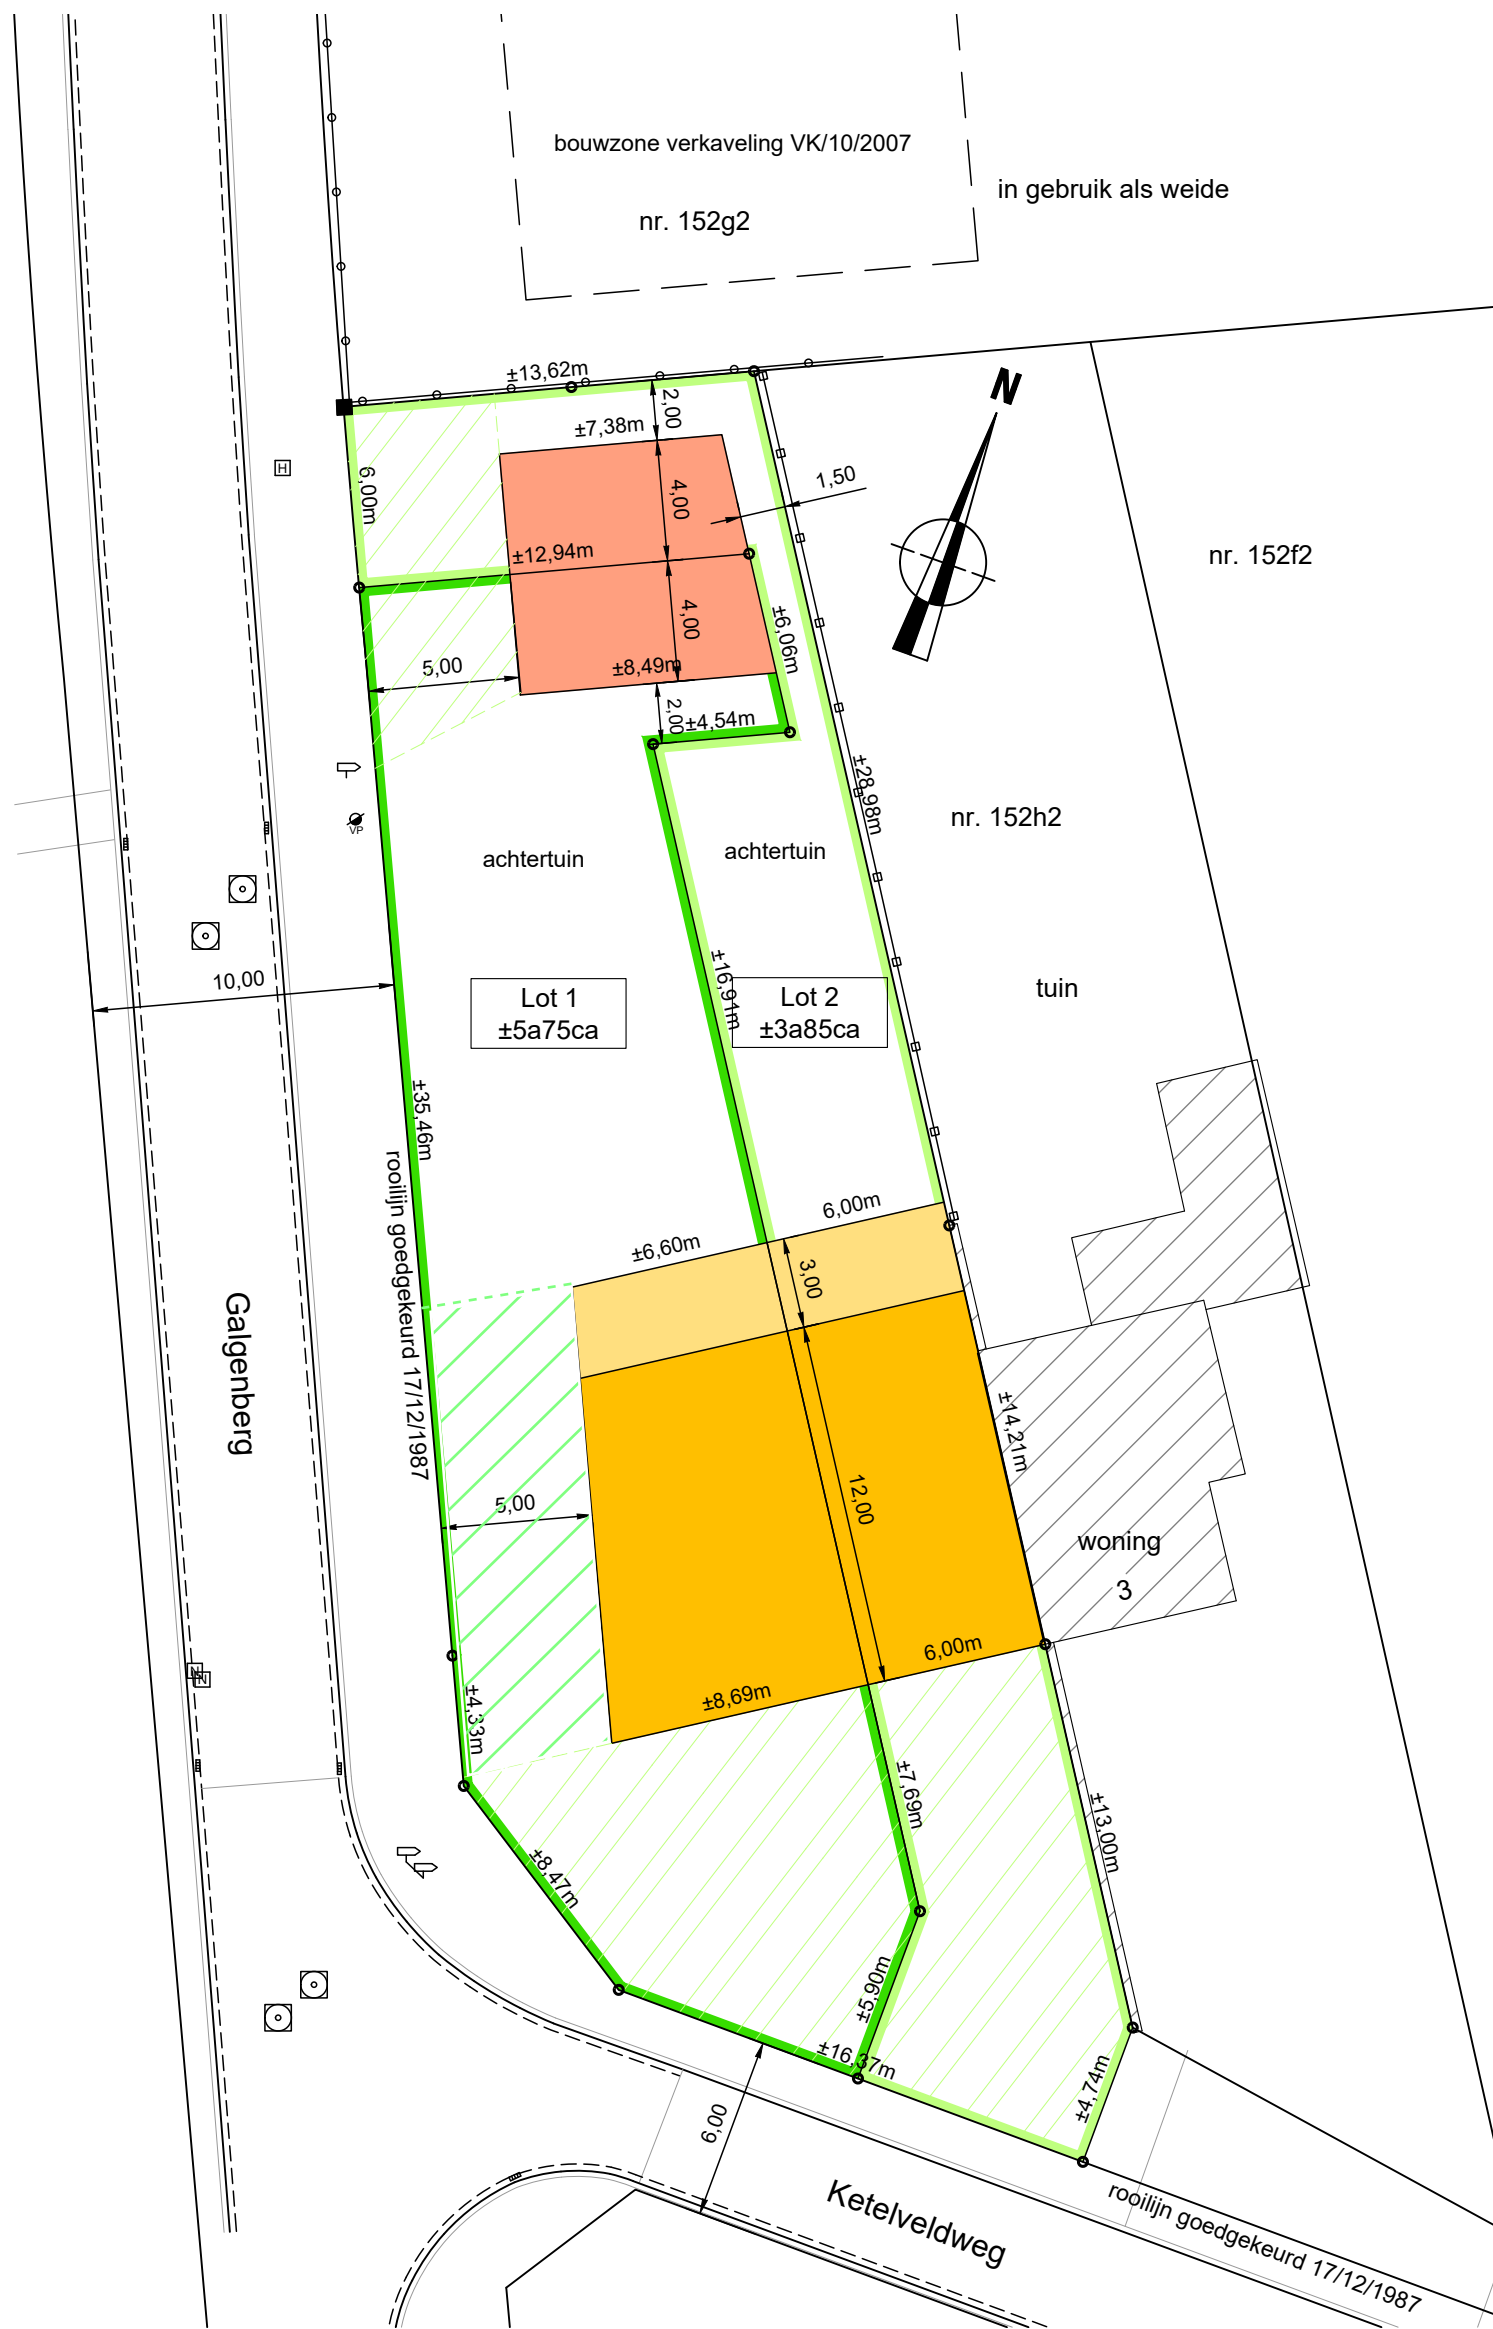 bouwzone verkaveling VK/10/2007
in gebruik als weide
nr. 152g2
±13,62m
N
2,00
±7,38m
H
6,00m
4,00
1,50
±12,94m
nr. 152f2
4,00
±6,06m
5,00
±8,49m
2,00
±4,54m
±28,98m
nr. 152h2
VP
achtertuin
achtertuin
10,00
±16,91m
Lot 1
±5a75ca
Lot 2
±3a85ca
tuin
±35,46m
rooilijn goedgekeurd 17/12/1987
6,00m
±6,60m
3,00
Galgenberg
±14,21m
5,00
12,00
woning
3
6,00m
±8,69m
N
N
±4,33m
±7,69m
±13,00m
±8,47m
±5,90m
±16,37m
±4,74m
6,00
Ketelveldweg
rooilijn goedgekeurd 17/12/1987